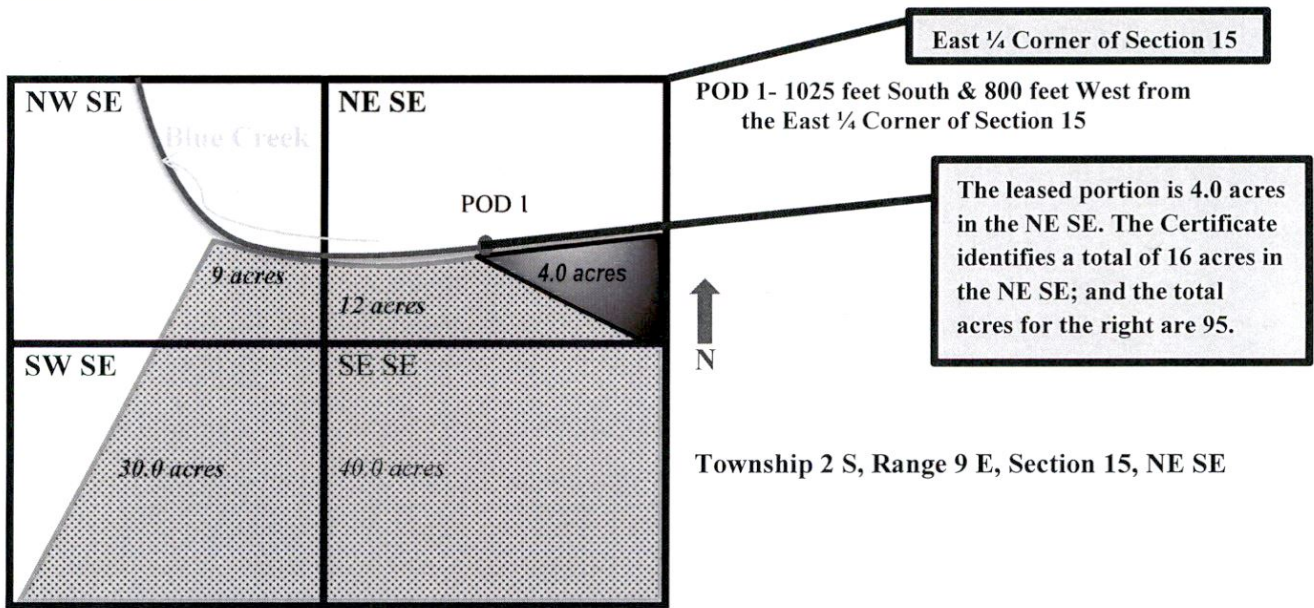 East ¼ Corner of Section 15
NW SE
NE SE
POD 1- 1025 feet South & 800 feet West from
the East ¼ Corner of Section 15
Blue Creek
POD 1
The leased portion is 4.0 acres
in the NE SE. The Certificate
identifies a total of 16 acres in
the NE SE; and the total
acres for the right are 95.
9 acres
4.0 acres
12 acres
N
SW SE
SE SE
30.0 acres
40.0 acres
Township 2 S, Range 9 E, Section 15, NE SE